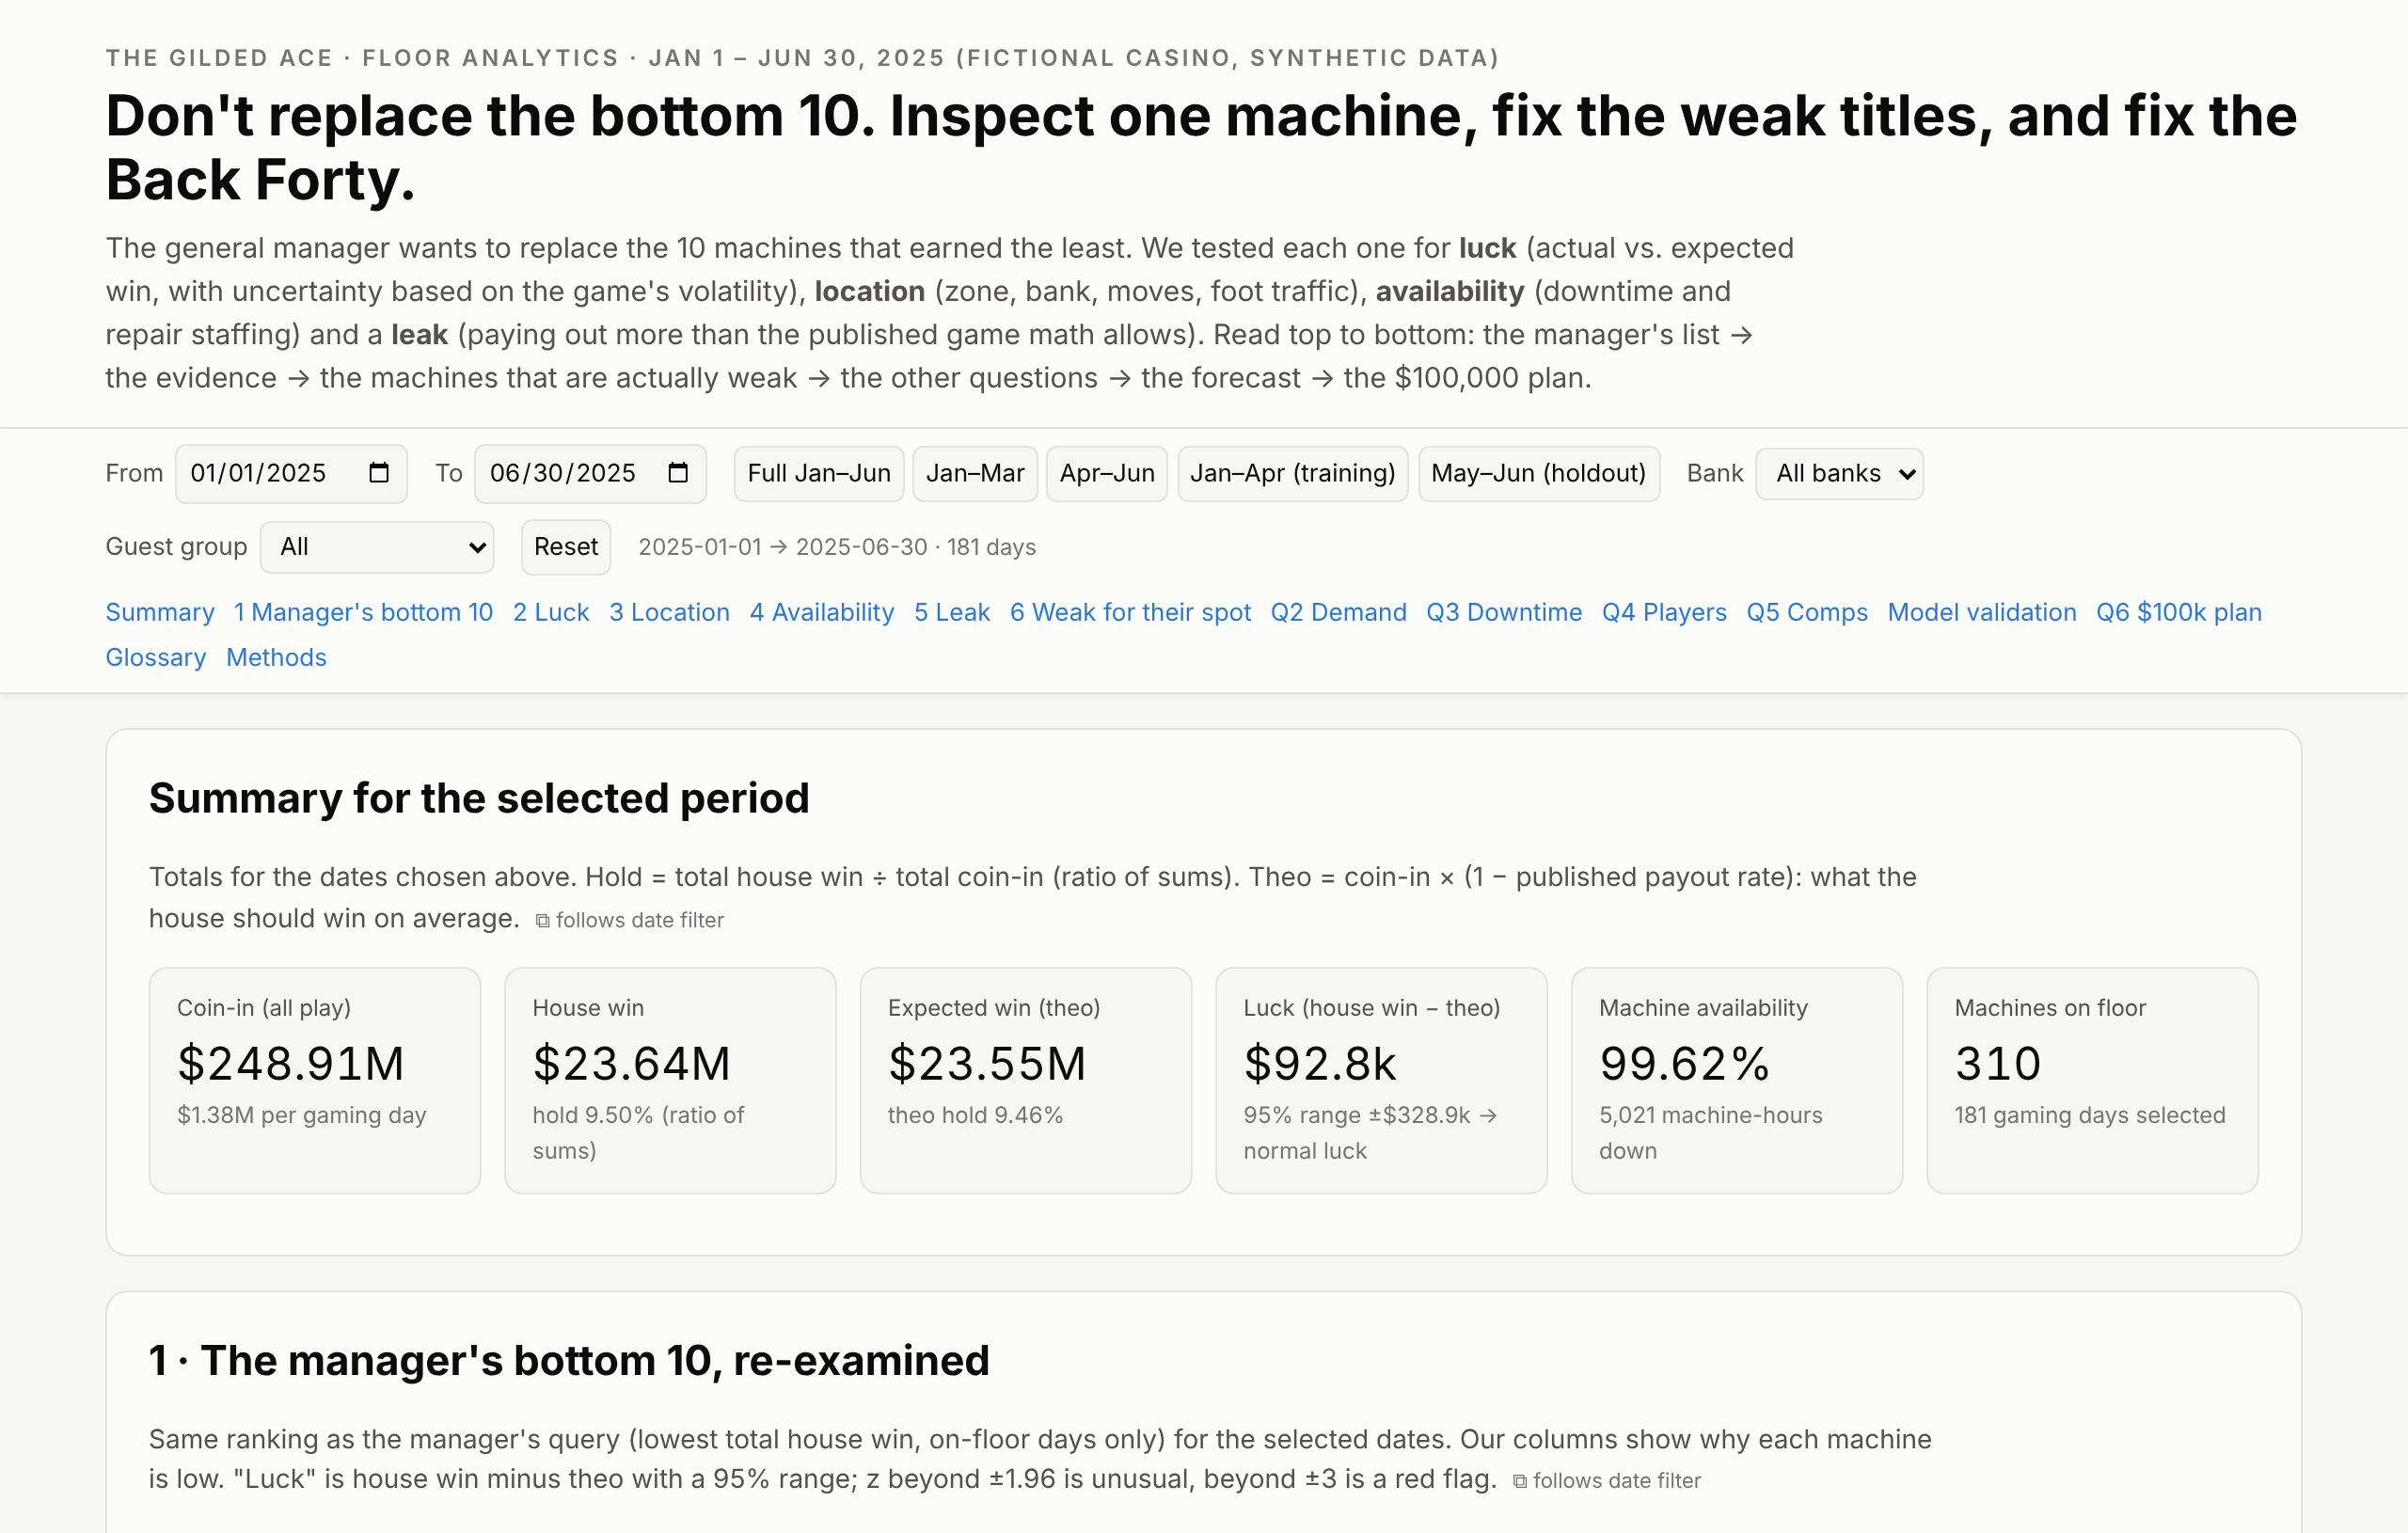 THE GILDED ACE · FLOOR ANALYTICS · JAN 1 – JUN 30, 2025 (FICTIONAL CASINO, SYNTHETIC DATA)
Don't replace the bottom 10. Inspect one machine, fix the weak titles, and fix the
Back Forty.
The general manager wants to replace the 10 machines that earned the least. We tested each one for luck (actual vs. expected
win, with uncertainty based on the game's volatility), location (zone, bank, moves, foot traffic), availability (downtime and
repair staffing) and a leak (paying out more than the published game math allows). Read top to bottom: the manager's list →
the evidence → the machines that are actually weak → the other questions → the forecast → the $100,000 plan.
From 01/01/2025 To 06/30/2025 Full Jan–Jun Jan–Mar Apr–Jun Jan–Apr (training) May–Jun (holdout) Bank All banks
Guest group All Reset 2025-01-01 → 2025-06-30 · 181 days
Summary 1 Manager's bottom 10 2 Luck 3 Location 4 Availability 5 Leak 6 Weak for their spot Q2 Demand Q3 Downtime Q4 Players Q5 Comps Model validation Q6 $100k plan
Glossary Methods
Summary for the selected period
Totals for the dates chosen above. Hold = total house win ÷ total coin-in (ratio of sums). Theo = coin-in × (1 − published payout rate): what the
house should win on average. ⧉ follows date filter
Coin-in (all play)
$248.91M
$1.38M per gaming day
House win
$23.64M
hold 9.50% (ratio of
sums)
Expected win (theo)
$23.55M
theo hold 9.46%
Luck (house win − theo)
$92.8k
95% range ±$328.9k →
normal luck
Machine availability
99.62%
5,021 machine-hours
down
Machines on floor
310
181 gaming days selected
1 · The manager's bottom 10, re-examined
Same ranking as the manager's query (lowest total house win, on-floor days only) for the selected dates. Our columns show why each machine
is low. "Luck" is house win minus theo with a 95% range; z beyond ±1.96 is unusual, beyond ±3 is a red flag. ⧉ follows date filter